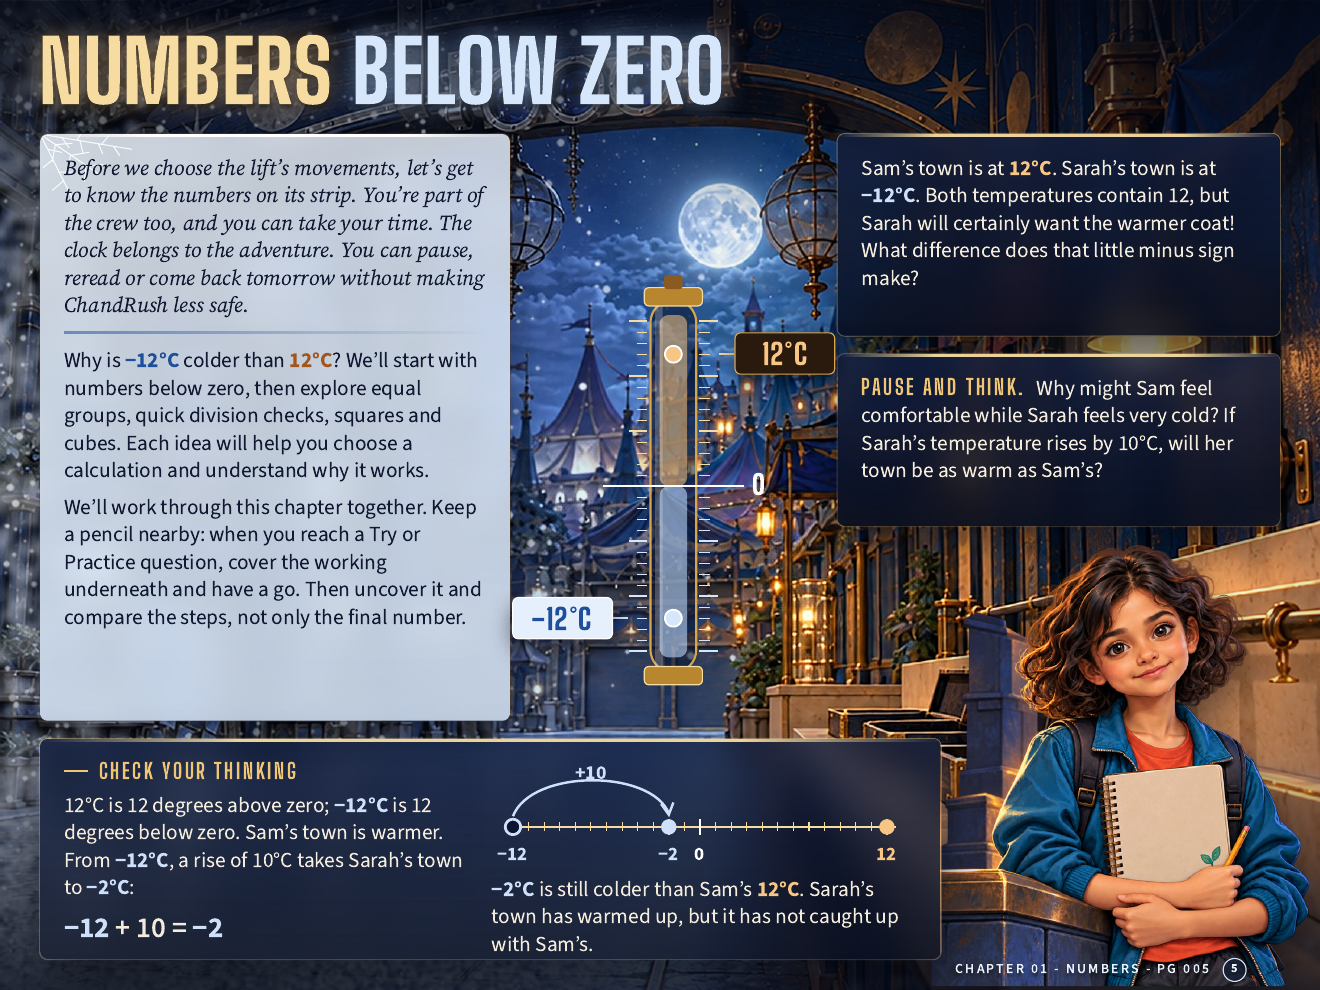 NUMBERS BELOW ZERO
Before we choose the lift’s movements, let’s get
to know the numbers on its strip. You’re part of
the crew too, and you can take your time. The
clock belongs to the adventure. You can pause,
reread or come back tomorrow without making
ChandRush less safe.
Why is −12°C colder than 12°C? We’ll start with
numbers below zero, then explore equal
groups, quick division checks, squares and
cubes. Each idea will help you choose a
calculation and understand why it works.
We’ll work through this chapter together. Keep
a pencil nearby: when you reach a Try or
Practice question, cover the working
underneath and have a go. Then uncover it and
compare the steps, not only the final number.
12°C
0
−12°C
Sam’s town is at 12°C. Sarah’s town is at
−12°C. Both temperatures contain 12, but
Sarah will certainly want the warmer coat!
What difference does that little minus sign
make?
PAUSE AND THINK. Why might Sam feel
comfortable while Sarah feels very cold? If
Sarah’s temperature rises by 10°C, will her
town be as warm as Sam’s?
CHECK YOUR THINKING
12°C is 12 degrees above zero; −12°C is 12
degrees below zero. Sam’s town is warmer.
From −12°C, a rise of 10°C takes Sarah’s town
to −2°C:
−12 + 10 = −2
+10
−12 −2 0 12
−2°C is still colder than Sam’s 12°C. Sarah’s
town has warmed up, but it has not caught up
with Sam’s.
CHAPTER 01 - NUMBERS - PG 005 5